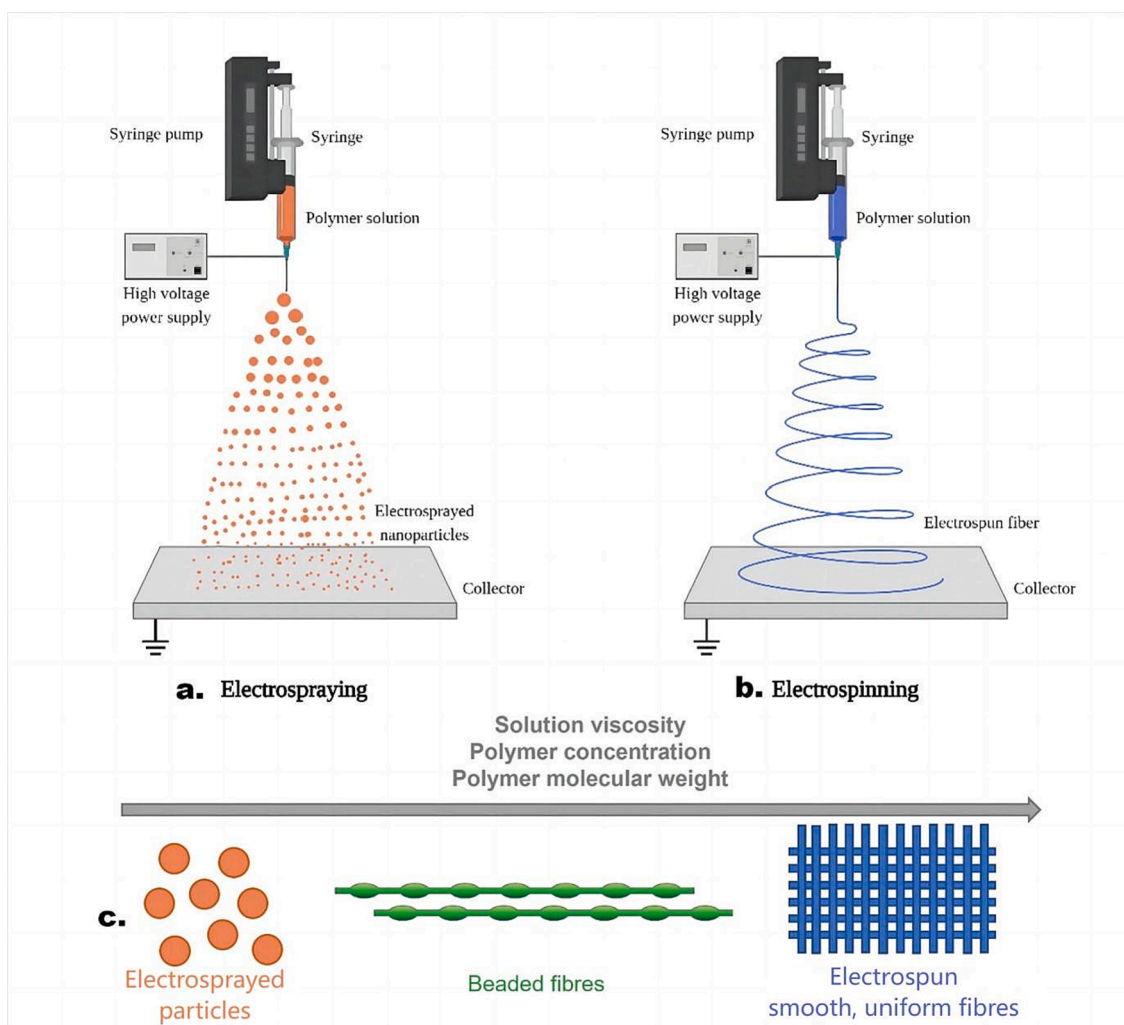 Syringe pump
Syringe
Polymer solution
High voltage
power supply
Electrosprayed
nanoparticles
Collector
a. Electrospraying
Syringe pump
Syringe
Polymer solution
High voltage
power supply
Electrospun fiber
Collector
b. Electrospinning
Solution viscosity
Polymer concentration
Polymer molecular weight
c.
Electrosprayed
particles
Beaded fibres
Electrospun
smooth, uniform fibres